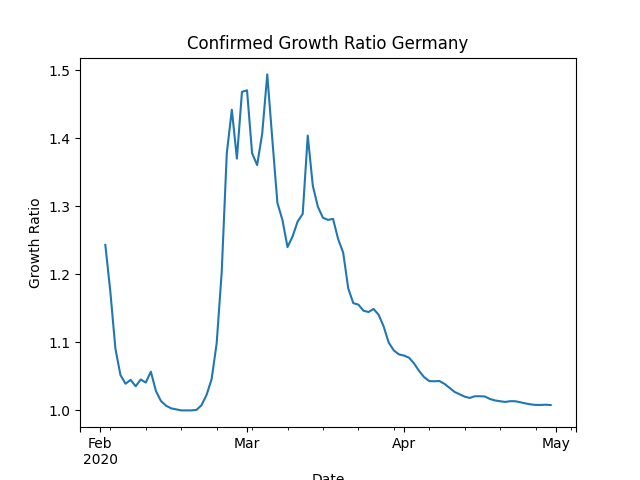 Confirmed Growth Ratio Germany
1.5
1.4
1.3
1.2
1.1
1.0
Growth Ratio
Feb
2020
Mar
Apr
May
Date